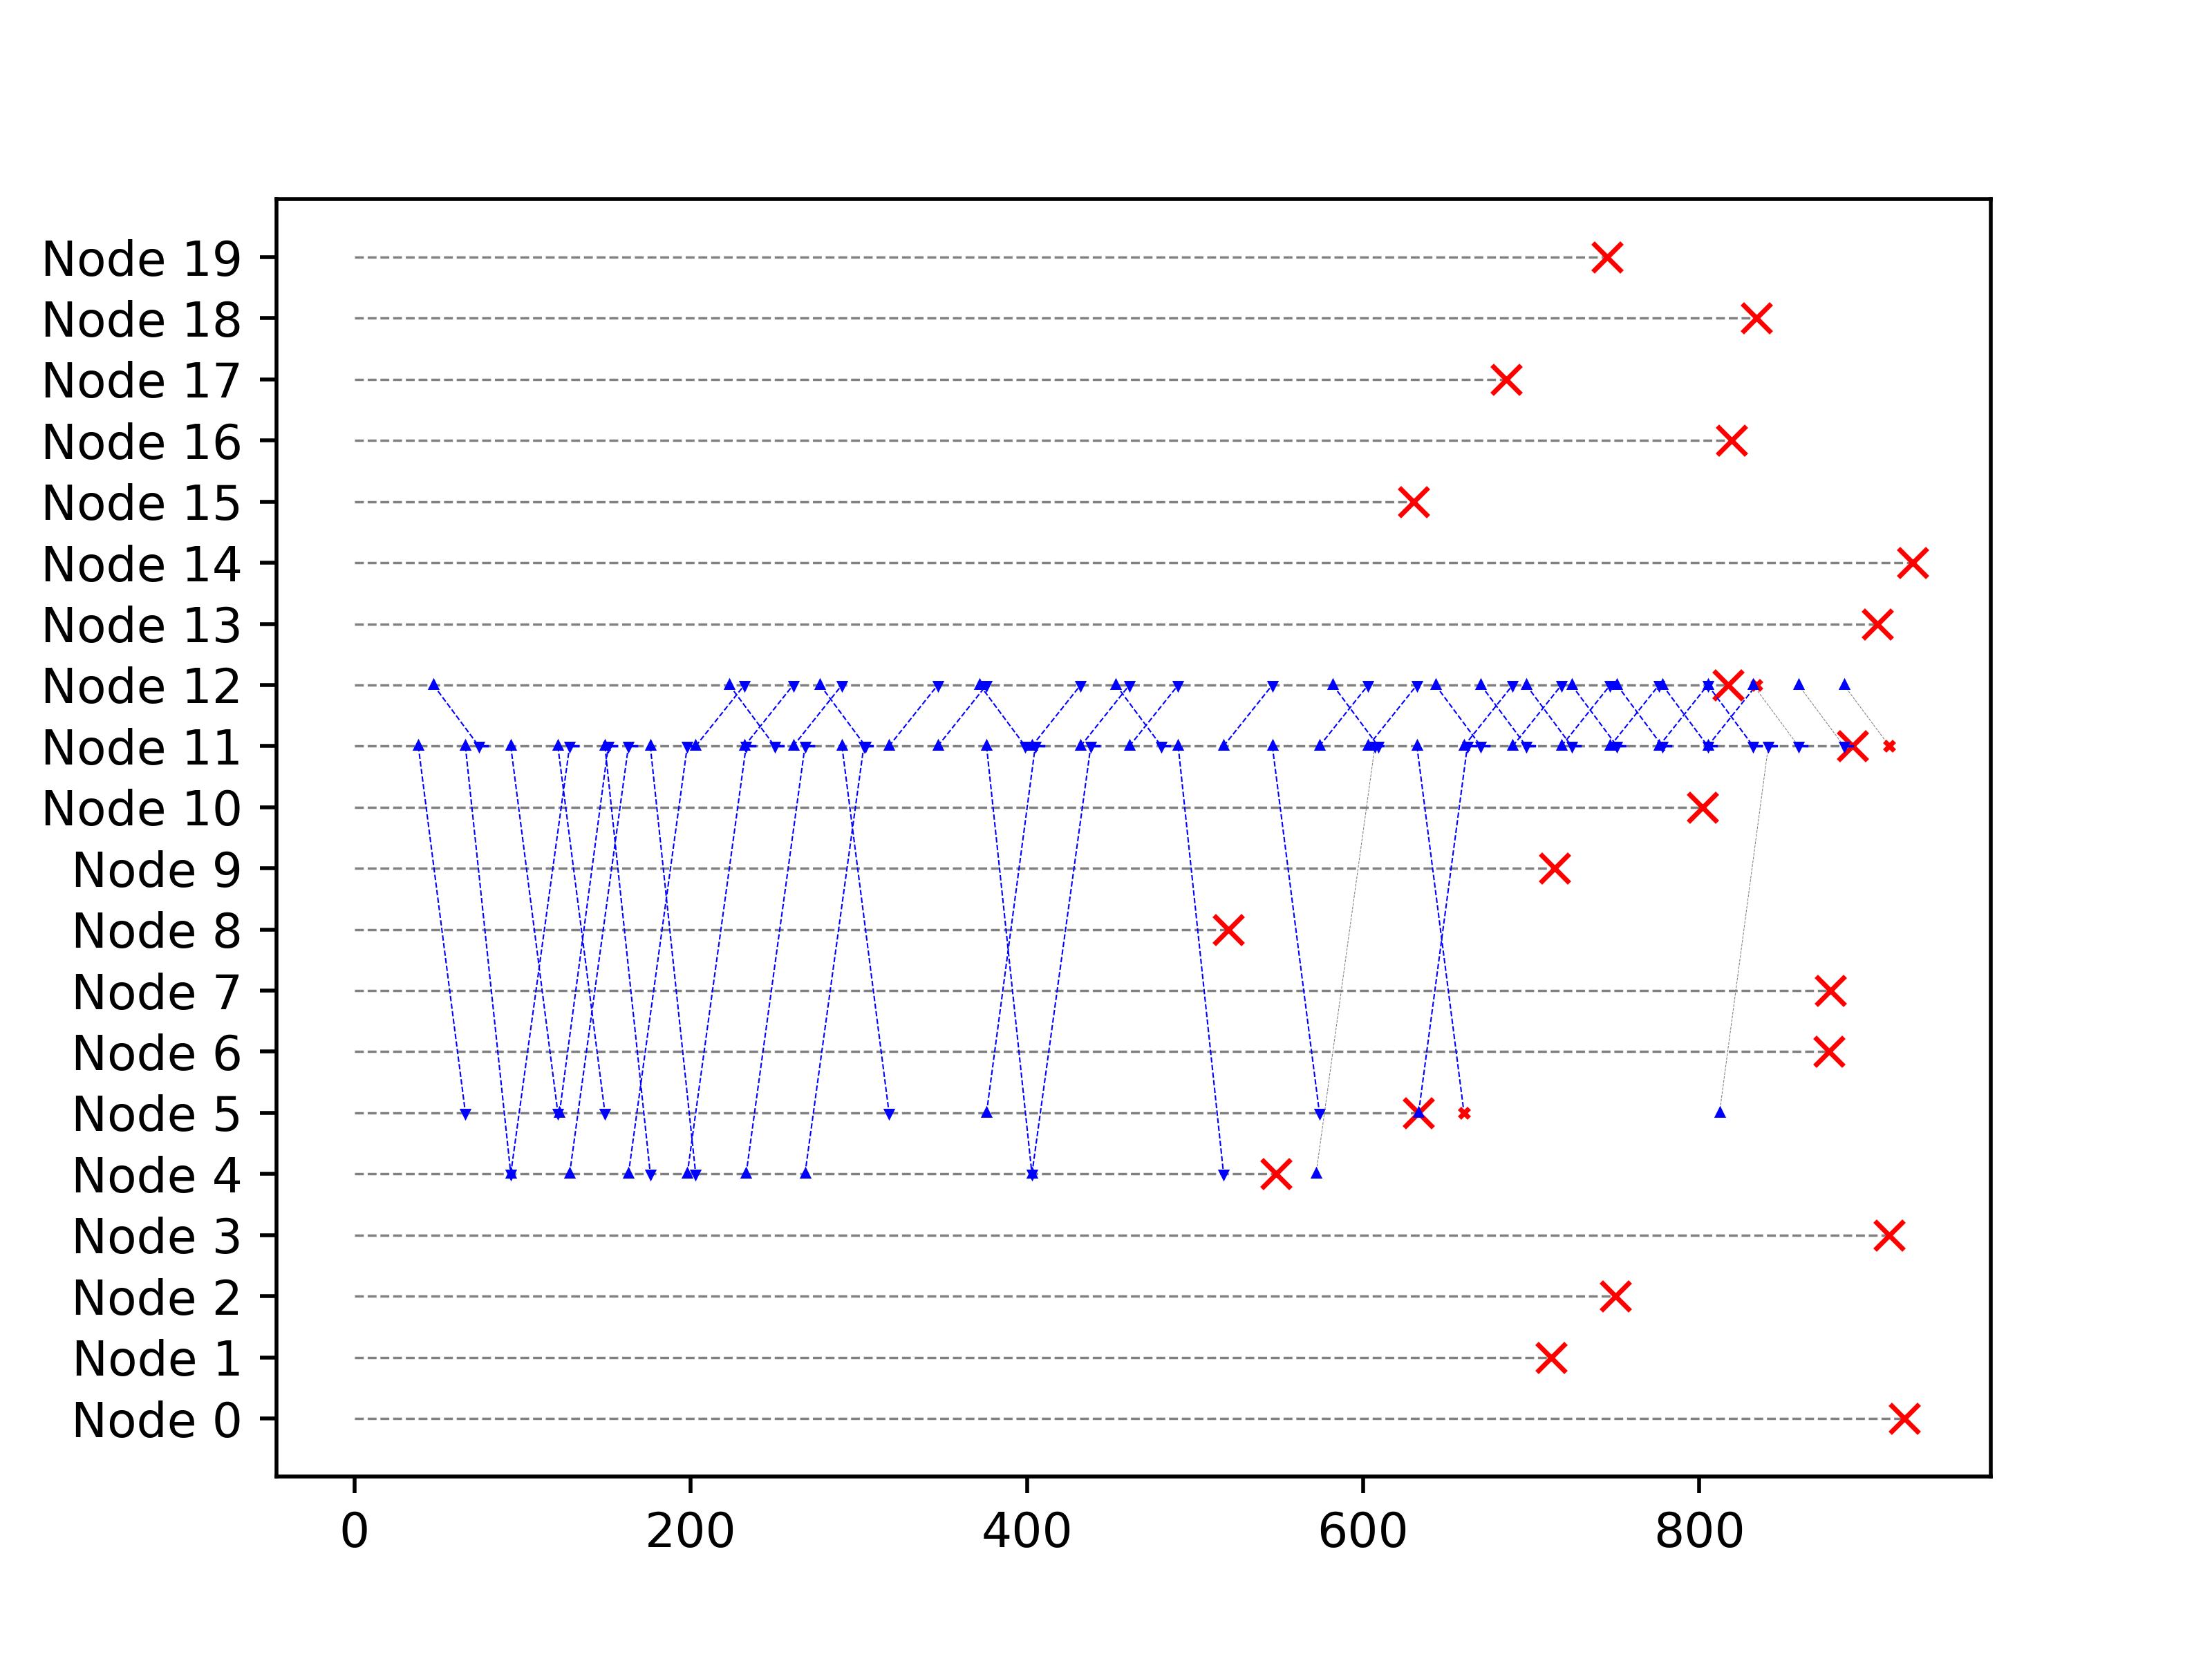 Node 19
Node 18
Node 17
Node 16
Node 15
Node 14
Node 13
Node 12
Node 11
Node 10
Node 9
Node 8
Node 7
Node 6
Node 5
Node 4
Node 3
Node 2
Node 1
Node 0
0 200 400 600 800